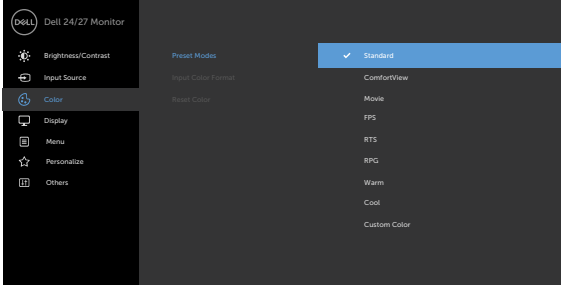 DELL
Dell 24/27 Monitor
Brightness/Contrast
Input Source
Color
Display
Menu
Personalize
Others
Preset Modes
Input Color Format
Reset Color
Standard
ComfortView
Movie
FPS
RTS
RPG
Warm
Cool
Custom Color